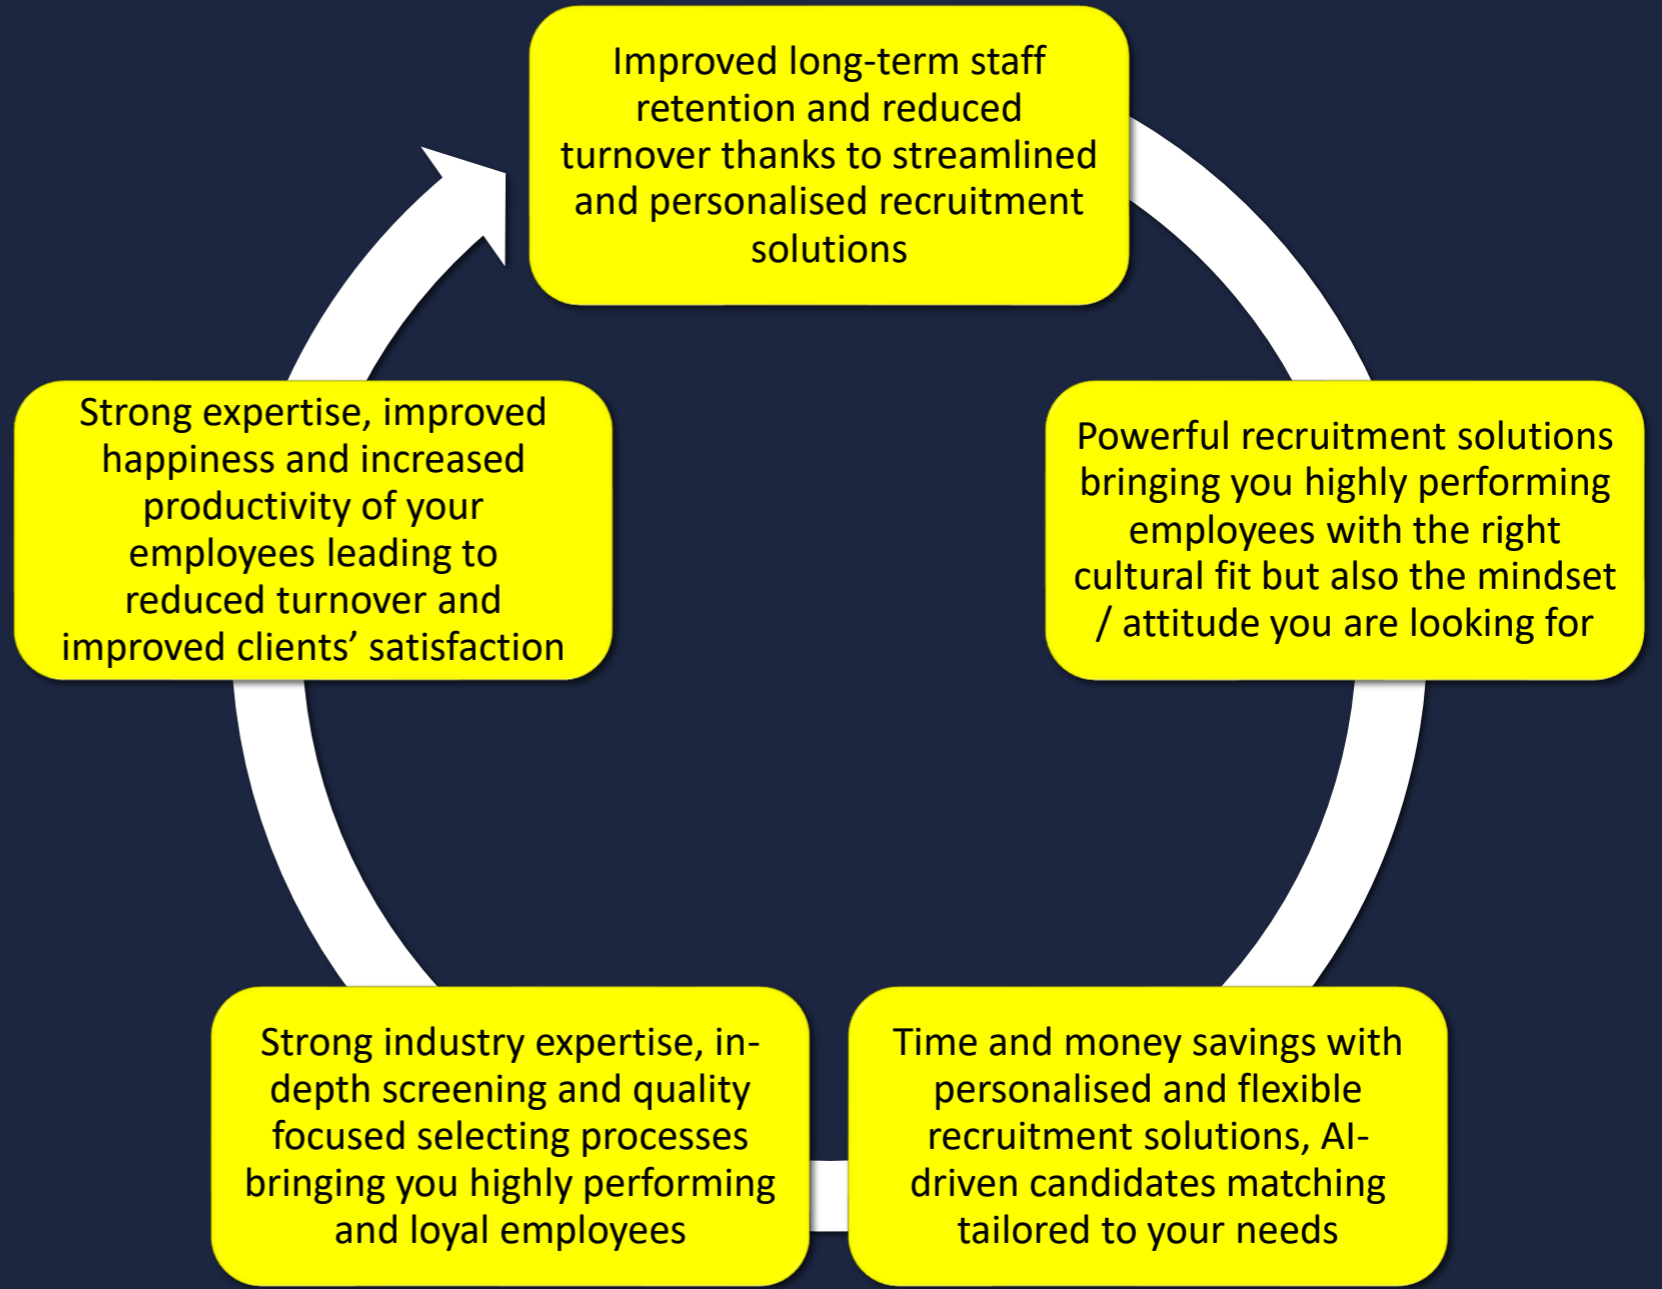 Improved long-term staff
retention and reduced
turnover thanks to streamlined
and personalised recruitment
solutions
Powerful recruitment solutions
bringing you highly performing
employees with the right
cultural fit but also the mindset
/ attitude you are looking for
Time and money savings with
personalised and flexible
recruitment solutions, AI-
driven candidates matching
tailored to your needs
Strong industry expertise, in-
depth screening and quality
focused selecting processes
bringing you highly performing
and loyal employees
Strong expertise, improved
happiness and increased
productivity of your
employees leading to
reduced turnover and
improved clients’ satisfaction